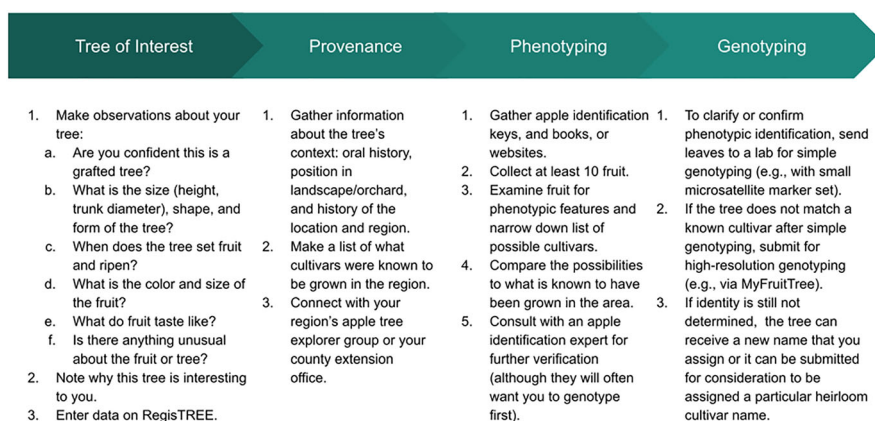 Tree of Interest
Provenance
Phenotyping
Genotyping
1. Make observations about your
tree:
a. Are you confident this is a
grafted tree?
b. What is the size (height,
trunk diameter), shape, and
form of the tree?
c. When does the tree set fruit
and ripen?
d. What is the color and size of
the fruit?
e. What do fruit taste like?
f. Is there anything unusual
about the fruit or tree?
2. Note why this tree is interesting
to you.
3. Enter data on RegisTREE.
1. Gather information
about the tree's
context: oral history,
position in
landscape/orchard,
and history of the
location and region.
2. Make a list of what
cultivars were known to
be grown in the region.
3. Connect with your
region's apple tree
explorer group or your
county extension
office.
1. Gather apple identification
keys, and books, or
websites.
2. Collect at least 10 fruit.
3. Examine fruit for
phenotypic features and
narrow down list of
possible cultivars.
4. Compare the possibilities
to what is known to have
been grown in the area.
5. Consult with an apple
identification expert for
further verification
(although they will often
want you to genotype
first).
1. To clarify or confirm
phenotypic identification, send
leaves to a lab for simple
genotyping (e.g., with small
microsatellite marker set).
2. If the tree does not match a
known cultivar after simple
genotyping, submit for
high-resolution genotyping
(e.g., via MyFruitTree).
3. If identity is still not
determined, the tree can
receive a new name that you
assign or it can be submitted
for consideration to be
assigned a particular heirloom
cultivar name.